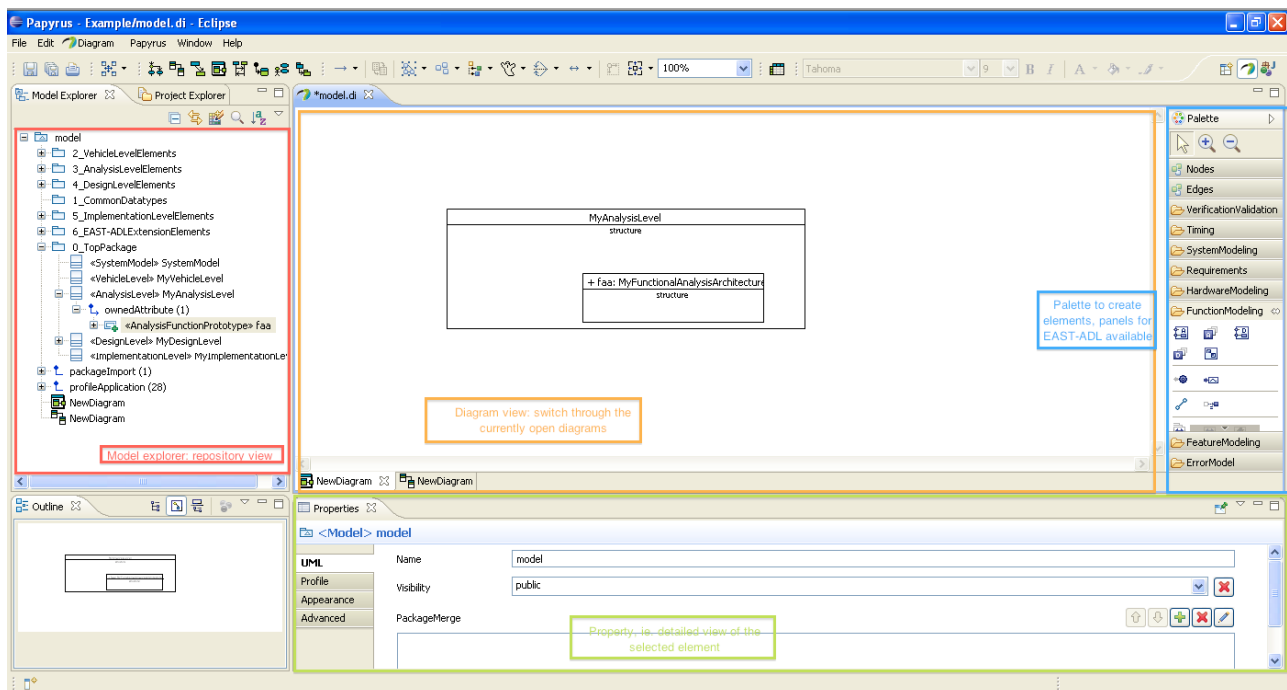 Papyrus - Example/model.di - Eclipse
File Edit Diagram Papyrus Window Help
100%
Tahoma
9
B I A
Model Explorer
Project Explorer
*model.di
model
2_VehicleLevelElements
3_AnalysisLevelElements
4_DesignLevelElements
1_CommonDatatypes
5_ImplementationLevelElements
6_EAST-ADLExtensionElements
0_TopPackage
«SystemModel» SystemModel
«VehicleLevel» MyVehicleLevel
«AnalysisLevel» MyAnalysisLevel
ownedAttribute (1)
«AnalysisFunctionPrototype» faa
«DesignLevel» MyDesignLevel
«ImplementationLevel» MyImplementationLe
packageImport (1)
profileApplication (28)
NewDiagram
NewDiagram
Model explorer: repository view
MyAnalysisLevel
structure
+ faa: MyFunctionalAnalysisArchitecture
structure
Diagram view: switch through the
currently open diagrams
Palette to create
elements, panels for
EAST-ADL available
NewDiagram
NewDiagram
Palette
Nodes
Edges
VerificationValidation
Timing
SystemModeling
Requirements
HardwareModeling
FunctionModeling
FeatureModeling
ErrorModel
Outline
Properties
<Model> model
UML
Profile
Appearance
Advanced
Name
model
Visibility
public
PackageMerge
Property, ie. detailed view of the
selected element